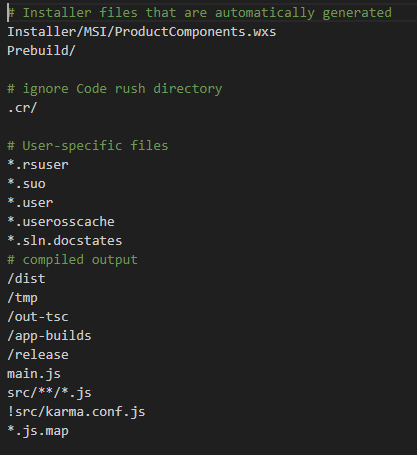 # Installer files that are automatically generated
Installer/MSI/ProductComponents.wxs
Prebuild/

# ignore Code rush directory
.cr/

# User-specific files
*.rsuser
*.suo
*.user
*.userosscache
*.sln.docstates
# compiled output
/dist
/tmp
/out-tsc
/app-builds
/release
main.js
src/**/*.js
!src/karma.conf.js
*.js.map